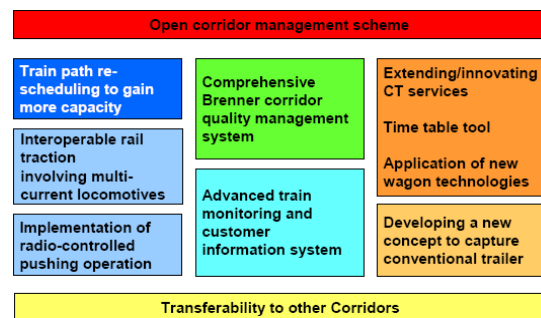 Open corridor management scheme
Train path re-
scheduling to gain
more capacity
Interoperable rail
traction
involving multi-
current locomotives
Implementation of
radio-controlled
pushing operation
Comprehensive
Brenner corridor
quality management
system
Advanced train
monitoring and
customer
information system
Extending/innovating
CT services
Time table tool
Application of new
wagon technologies
Developing a new
concept to capture
conventional trailer
Transferability to other Corridors